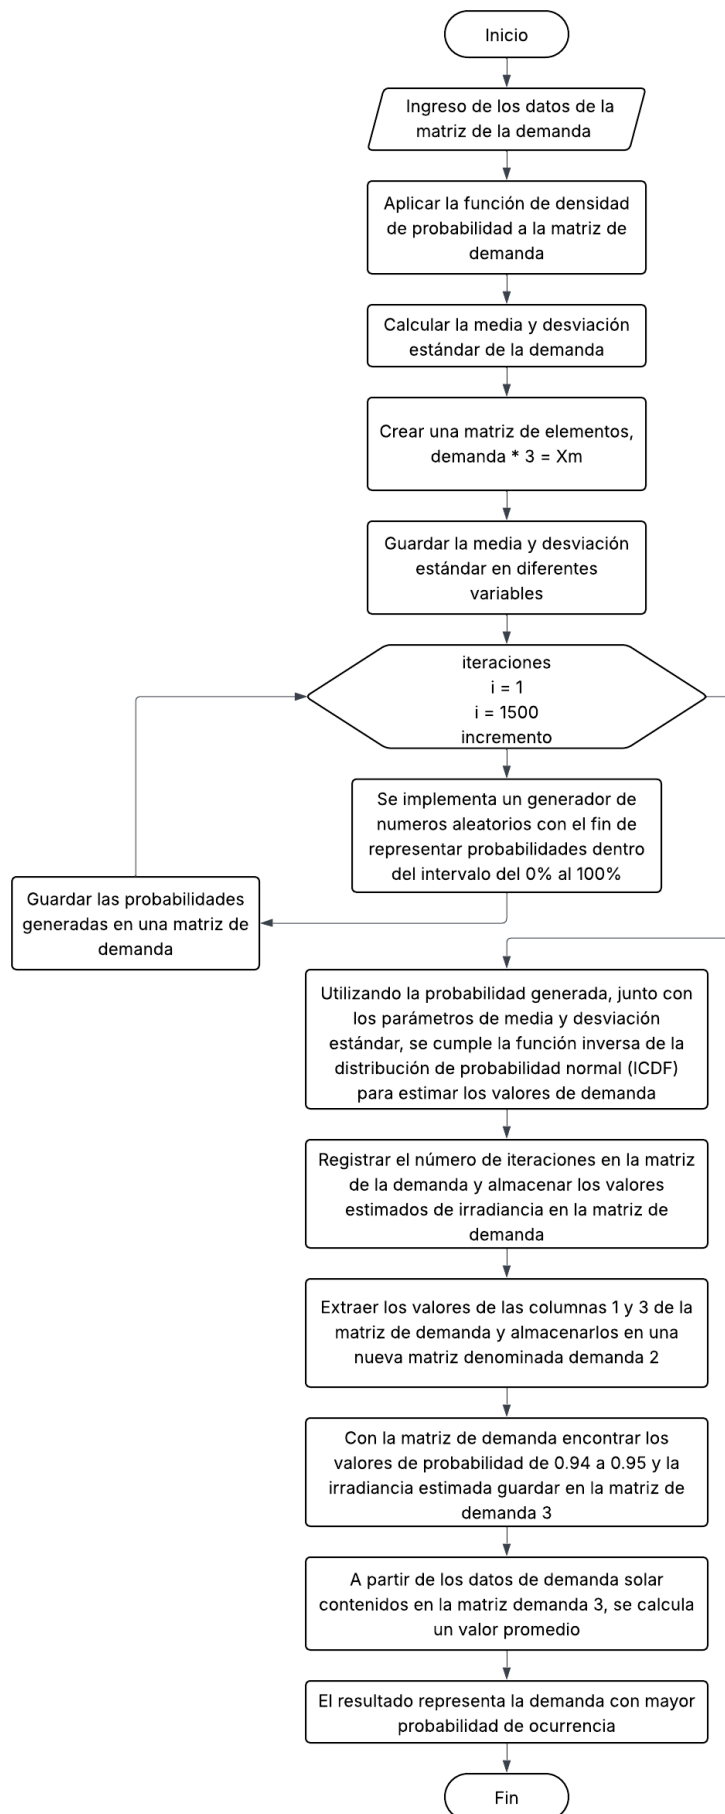 Inicio
Ingreso de los datos de la
matriz de la demanda
Aplicar la función de densidad
de probabilidad a la matriz de
demanda
Calcular la media y desviación
estándar de la demanda
Crear una matriz de elementos,
demanda * 3 = Xm
Guardar la media y desviación
estándar en diferentes
variables
iteraciones
i = 1
i = 1500
incremento
Se implementa un generador de
numeros aleatorios con el fin de
representar probabilidades dentro
del intervalo del 0% al 100%
Guardar las probabilidades
generadas en una matriz de
demanda
Utilizando la probabilidad generada, junto con
los parámetros de media y desviación
estándar, se cumple la función inversa de la
distribución de probabilidad normal (ICDF)
para estimar los valores de demanda
Registrar el número de iteraciones en la matriz
de la demanda y almacenar los valores
estimados de irradiancia en la matriz de
demanda
Extraer los valores de las columnas 1 y 3 de la
matriz de demanda y almacenarlos en una
nueva matriz denominada demanda 2
Con la matriz de demanda encontrar los
valores de probabilidad de 0.94 a 0.95 y la
irradiancia estimada guardar en la matriz de
demanda 3
A partir de los datos de demanda solar
contenidos en la matriz demanda 3, se calcula
un valor promedio
El resultado representa la demanda con mayor
probabilidad de ocurrencia
Fin